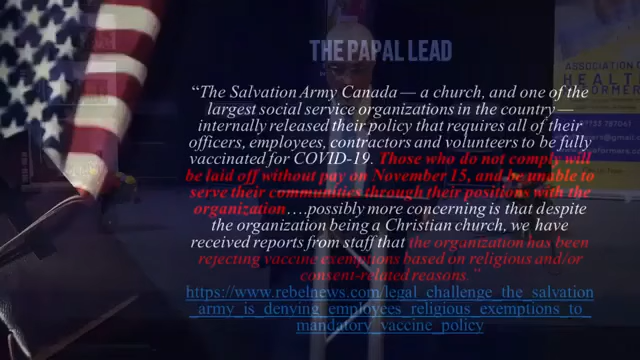 THE PAPAL LEAD
“The Salvation Army Canada — a church, and one of the
largest social service organizations in the country —
internally released their policy that requires all of their
officers, employees, contractors and volunteers to be fully
vaccinated for COVID-19. Those who do not comply will
be laid off without pay on November 15, and be unable to
serve their communities through their positions with the
organization….possibly more concerning is that despite
the organization being a Christian church, we have
received reports from staff that the organization has been
rejecting vaccine exemptions based on religious and/or
consent-related reasons.”
https://www.rebelnews.com/legal_challenge_the_salvation
_army_is_denying_employees_religious_exemptions_to_
mandatory_vaccine_policy
ASSOCIATION
HEALTH